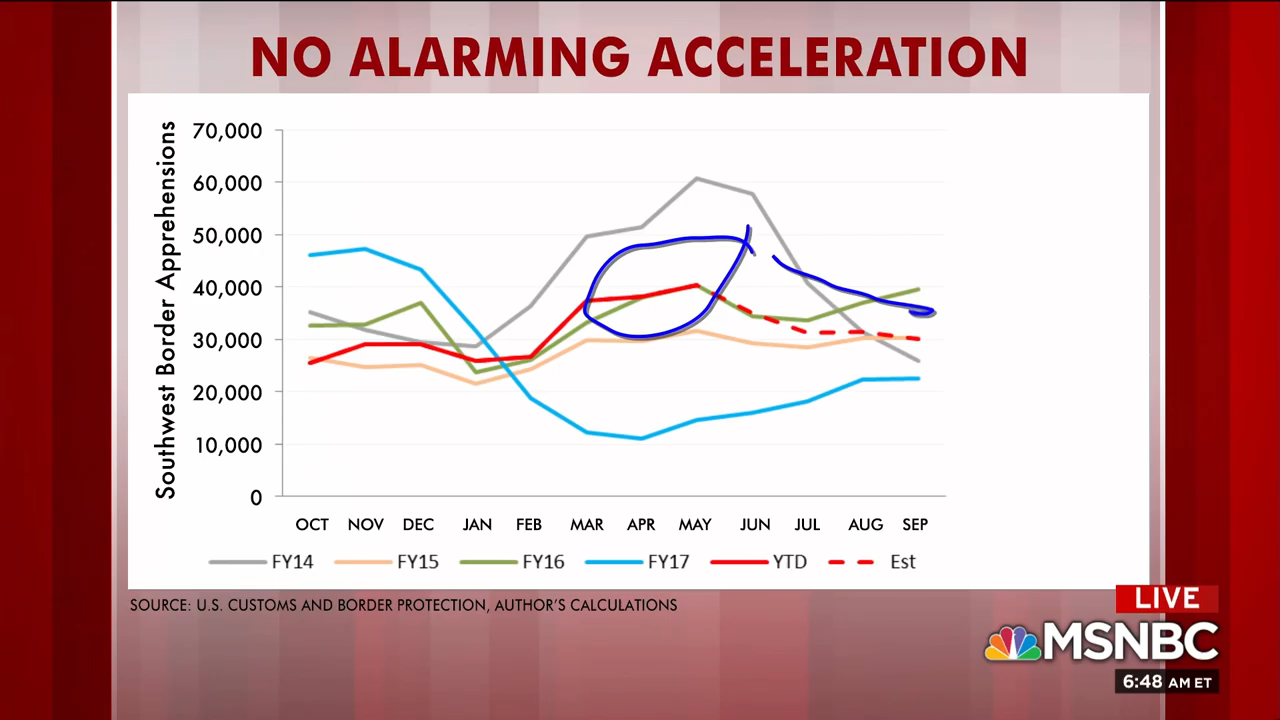 NO ALARMING ACCELERATION
Southwest Border Apprehensions
70,000
60,000
50,000
40,000
30,000
20,000
10,000
0
OCT NOV DEC JAN FEB MAR APR MAY JUN JUL AUG SEP
FY14 FY15 FY16 FY17 YTD Est
SOURCE: U.S. CUSTOMS AND BORDER PROTECTION, AUTHOR'S CALCULATIONS
LIVE
MSNBC
6:48 AM ET